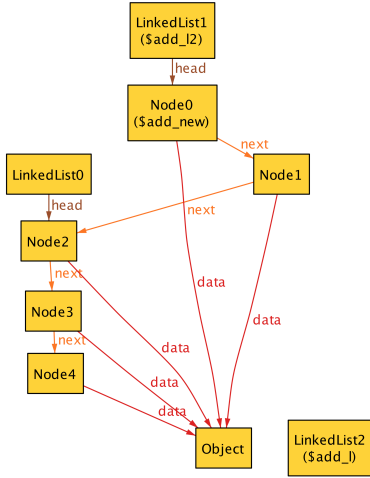 LinkedList1
($add_l2)
head
Node0
($add_new)
next
LinkedList0
Node1
head
next
Node2
next
data
Node3
data
next
data
Node4
data
data
Object
LinkedList2
($add_l)